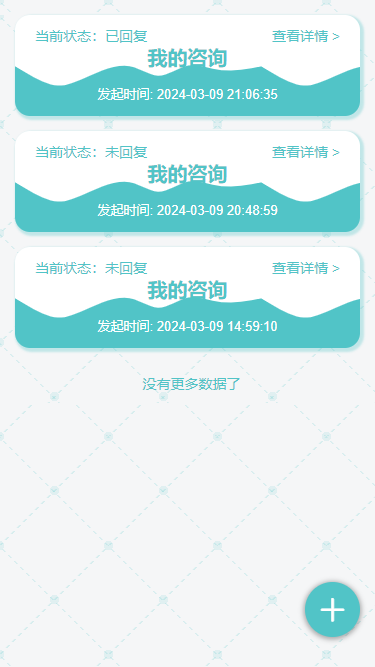 当前状态：已回复 查看详情 >
我的咨询
发起时间: 2024-03-09 21:06:35
当前状态：未回复 查看详情 >
我的咨询
发起时间: 2024-03-09 20:48:59
当前状态：未回复 查看详情 >
我的咨询
发起时间: 2024-03-09 14:59:10
没有更多数据了